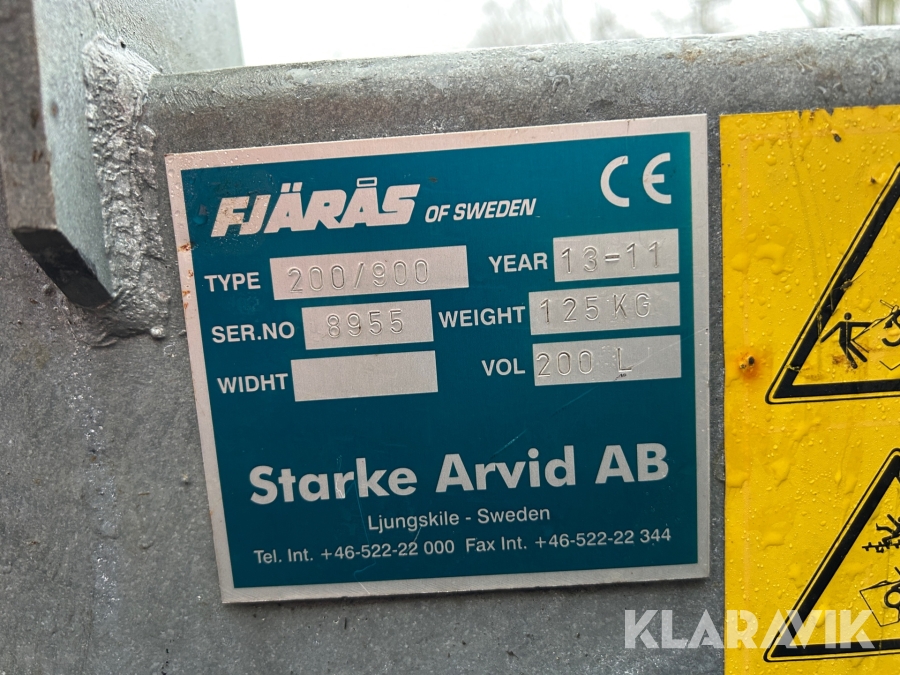 FJÄRÅS OF SWEDEN CE
TYPE 200/900 YEAR 13-11
SER.NO 8955 WEIGHT 125 KG
WIDHT VOL 200 L
Starke Arvid AB
Ljungskile - Sweden
Tel. Int. +46-522-22 000 Fax Int. +46-522-22 344
KLARAVIK